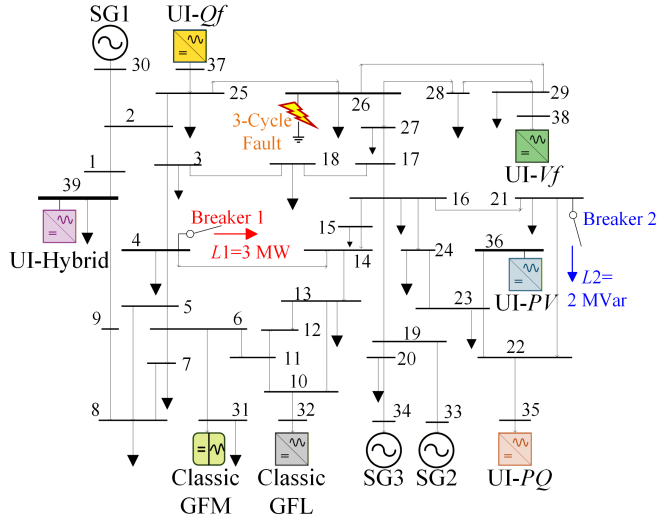 SG1
UI-Qf
30
37
25
26
28
29
38
3-Cycle
Fault
27
2
3
18
17
UI-Vf
1
39
16
21
15
Breaker 1
Breaker 2
UI-Hybrid
4
L1=3 MW
14
24
36
L2=
2 MVar
UI-PV
13
23
5
9
6
12
19
22
7
11
20
10
8
31
32
34
33
35
Classic
GFM
Classic
GFL
SG3
SG2
UI-PQ